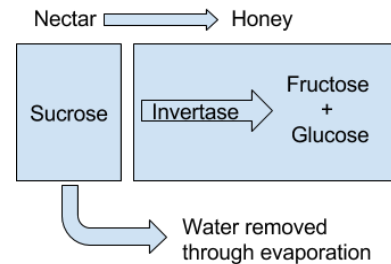 Nectar Honey
Sucrose
Invertase
Fructose
+
Glucose
Water removed
through evaporation